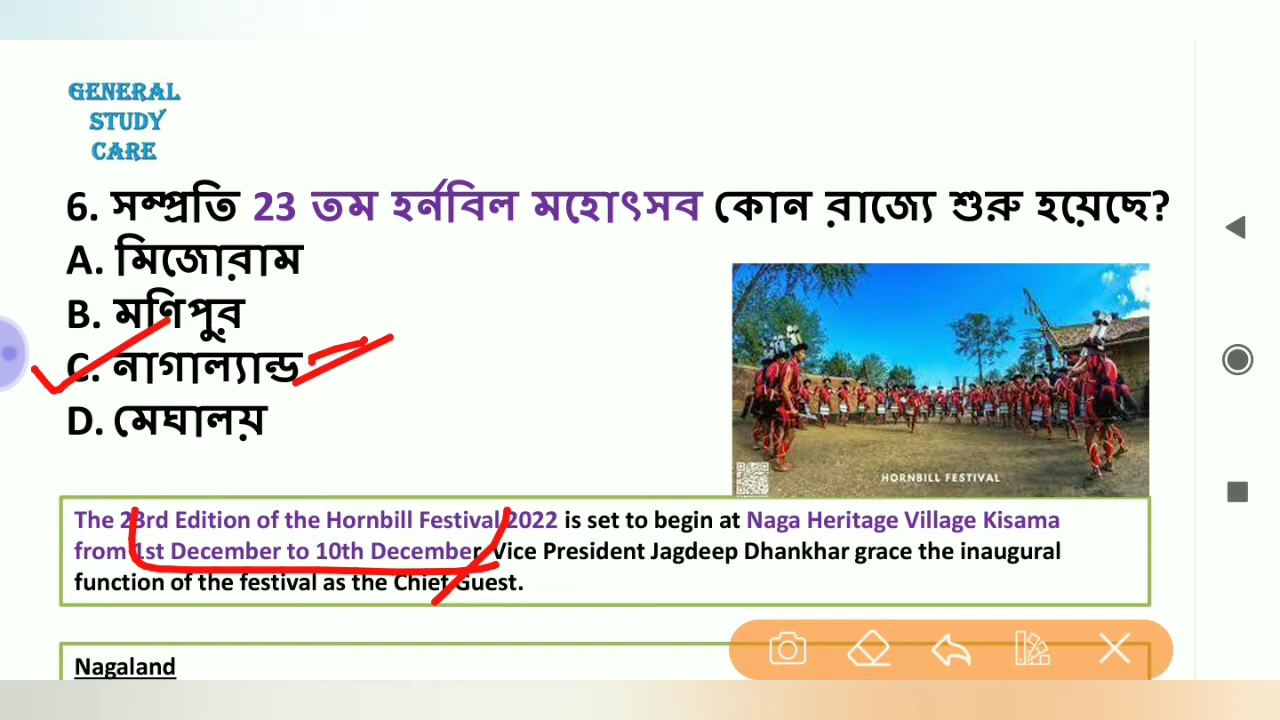 GENERAL
STUDY
CARE
6. সম্প্রতি 23 তম হর্নবিল মহোৎসব কোন রাজ্যে শুরু হয়েছে?
A. মিজোরাম
B. মণিপুর
C. নাগাল্যান্ড
D. মেঘালয়
HORNBILL FESTIVAL
The 23rd Edition of the Hornbill Festival 2022 is set to begin at Naga Heritage Village Kisama
from 1st December to 10th December. Vice President Jagdeep Dhankhar grace the inaugural
function of the festival as the Chief Guest.
Nagaland